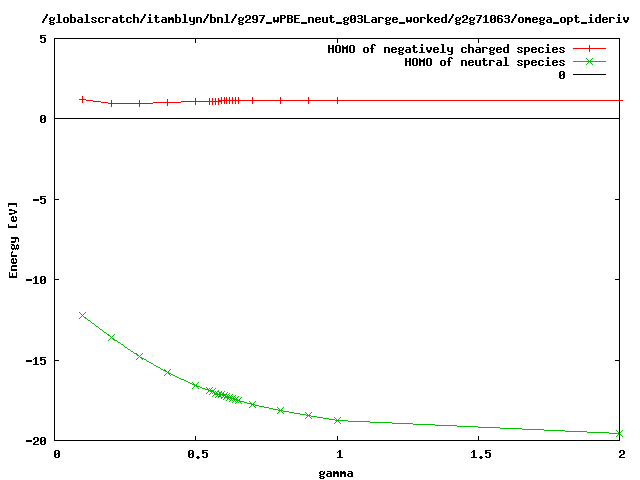 /globalscratch/itamblyn/bnl/g297_wPBE_neut_g03Large_worked/g2g71063/omega_opt_ideriv
HOMO of negatively charged species
HOMO of neutral species
0
5
0
-5
-10
-15
-20
Energy [eV]
0 0.5 1 1.5 2
gamma